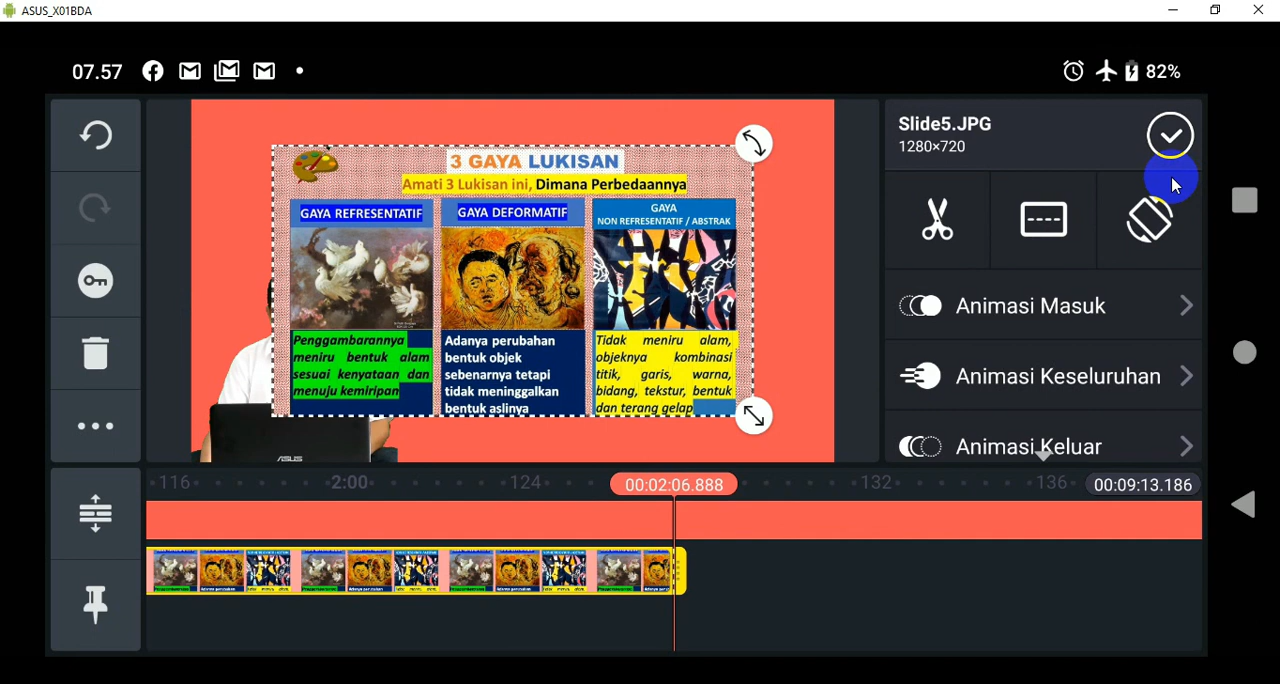 ASUS_X01BDA
07.57
82%
Slide5.JPG
1280×720
3 GAYA LUKISAN
Amati 3 Lukisan ini, Dimana Perbedaannya
GAYA REFRESENTATIF
Penggambarannya
meniru bentuk alam
sesuai kenyataan dan
menuju kemiripan
GAYA DEFORMATIF
Adanya perubahan
bentuk objek
sebenarnya tetapi
tidak meninggalkan
bentuk aslinya
GAYA
NON REFRESENTATIF / ABSTRAK
Tidak meniru alam,
objeknya kombinasi
titik, garis, warna,
bidang, tekstur, bentuk
dan terang gelap
ASUS
Animasi Masuk
Animasi Keseluruhan
Animasi Keluar
116
2:00
124
00:02:06.888
132
136
00:09:13.186